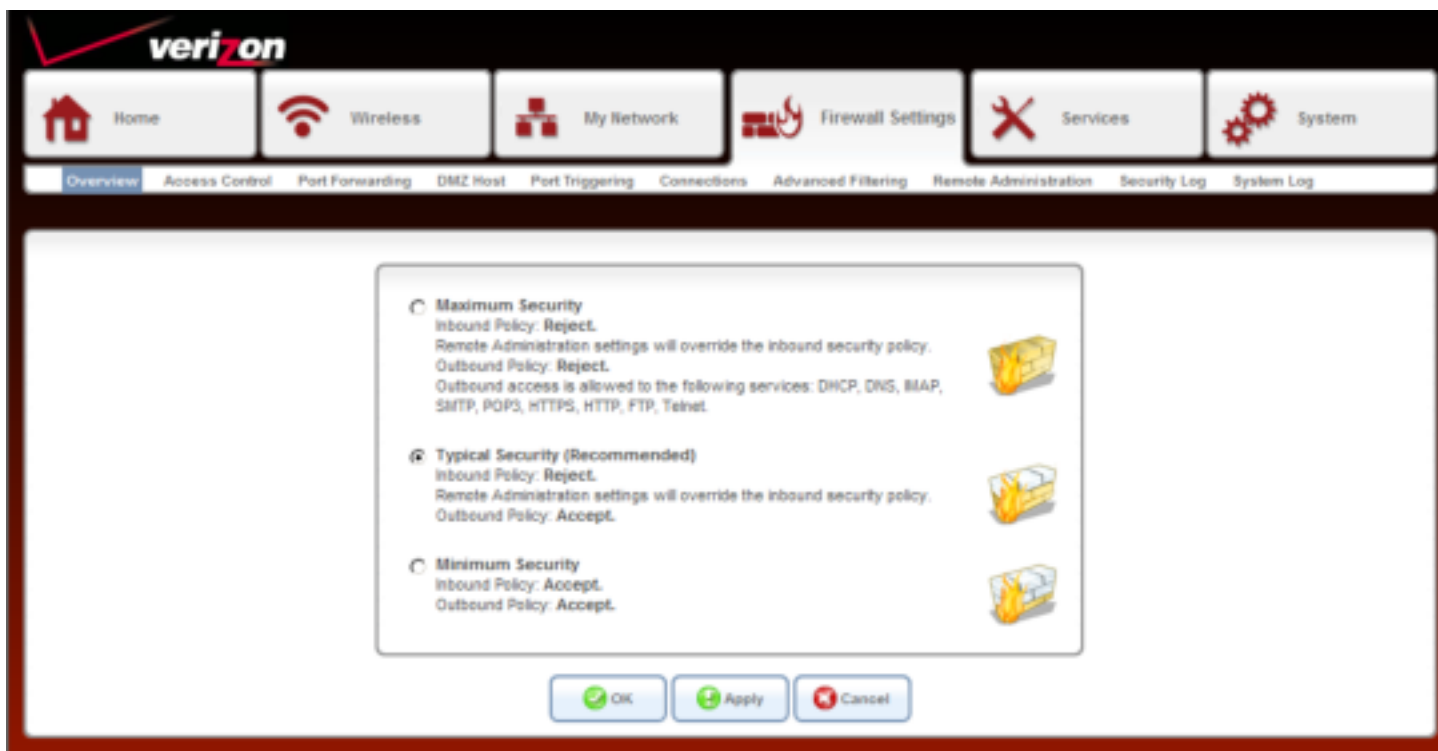 verizon
Home
Wireless
My Network
Firewall Settings
Services
System
Overview
Access Control
Port Forwarding
DMZ Host
Port Triggering
Connections
Advanced Filtering
Remote Administration
Security Log
System Log
Maximum Security
Inbound Policy: Reject.
Remote Administration settings will override the inbound security policy.
Outbound Policy: Reject.
Outbound access is allowed to the following services: DHCP, DNS, IMAP,
SMTP, POP3, HTTPS, HTTP, FTP, Telnet.
Typical Security (Recommended)
Inbound Policy: Reject.
Remote Administration settings will override the inbound security policy.
Outbound Policy: Accept.
Minimum Security
Inbound Policy: Accept.
Outbound Policy: Accept.
OK
Apply
Cancel